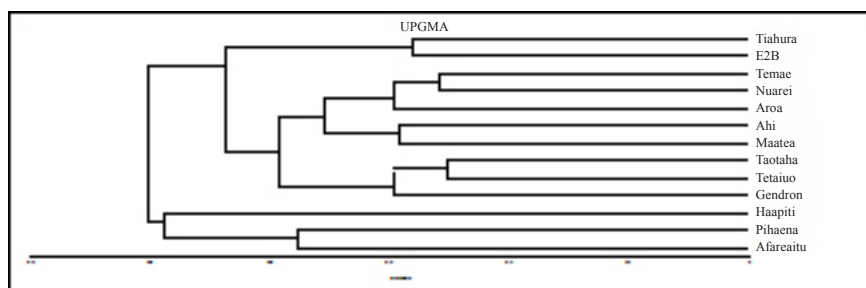 UPGMA
Tiahura
E2B
Temae
Nuarei
Aroa
Ahi
Maatea
Taotaha
Tetaiuo
Gendron
Haapiti
Pihaena
Afareaitu